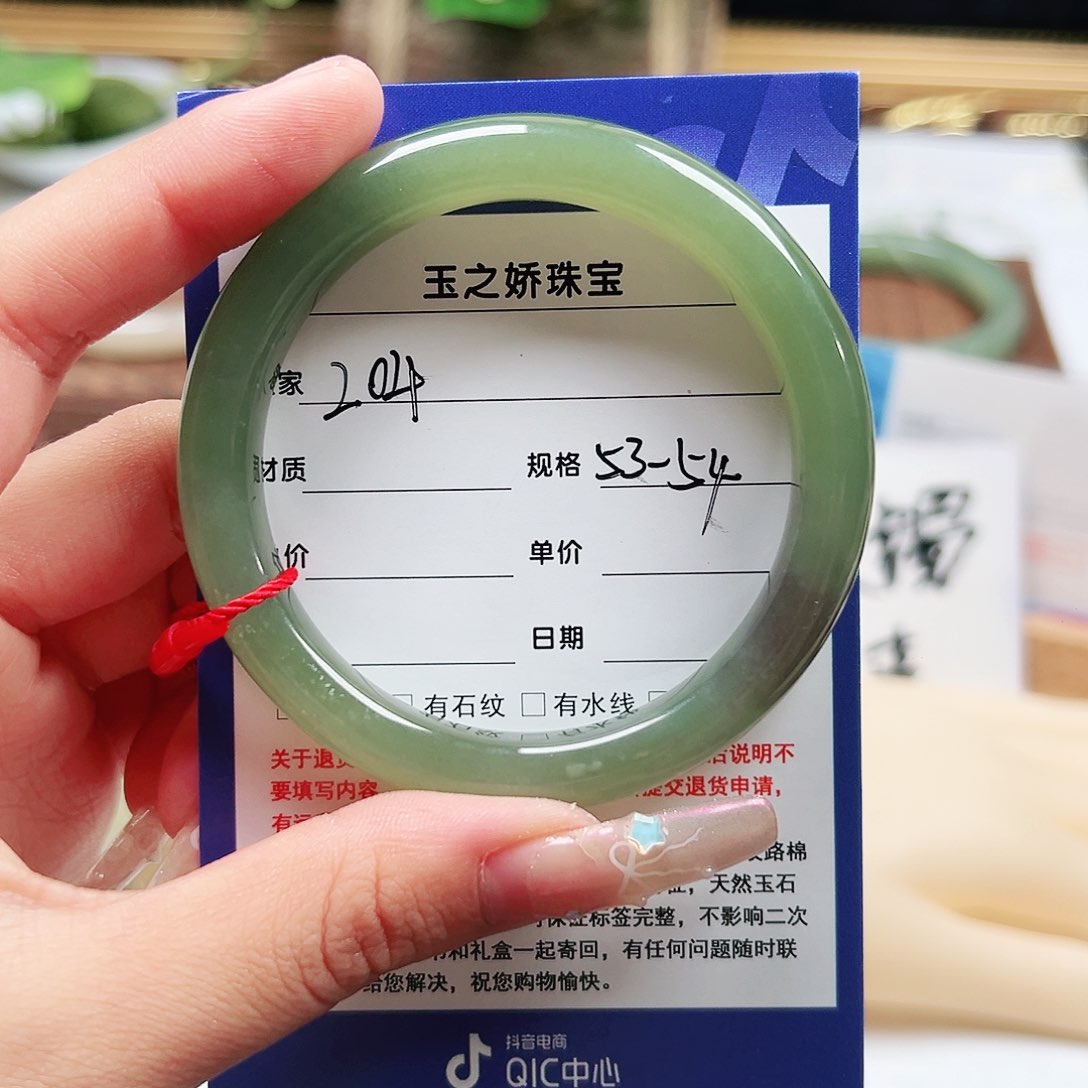 玉之娇珠宝
家 204
材质 规格 53-54
价 单价
日期
□ 有石纹 □ 有水线
关于退 后说明不
要填写内容 提交退货申请，
路棉
，天然玉石
标签完整，不影响二次
和礼盒一起寄回，有任何问题随时联
给您解决，祝您购物愉快。
抖音电商
QIC中心
镯